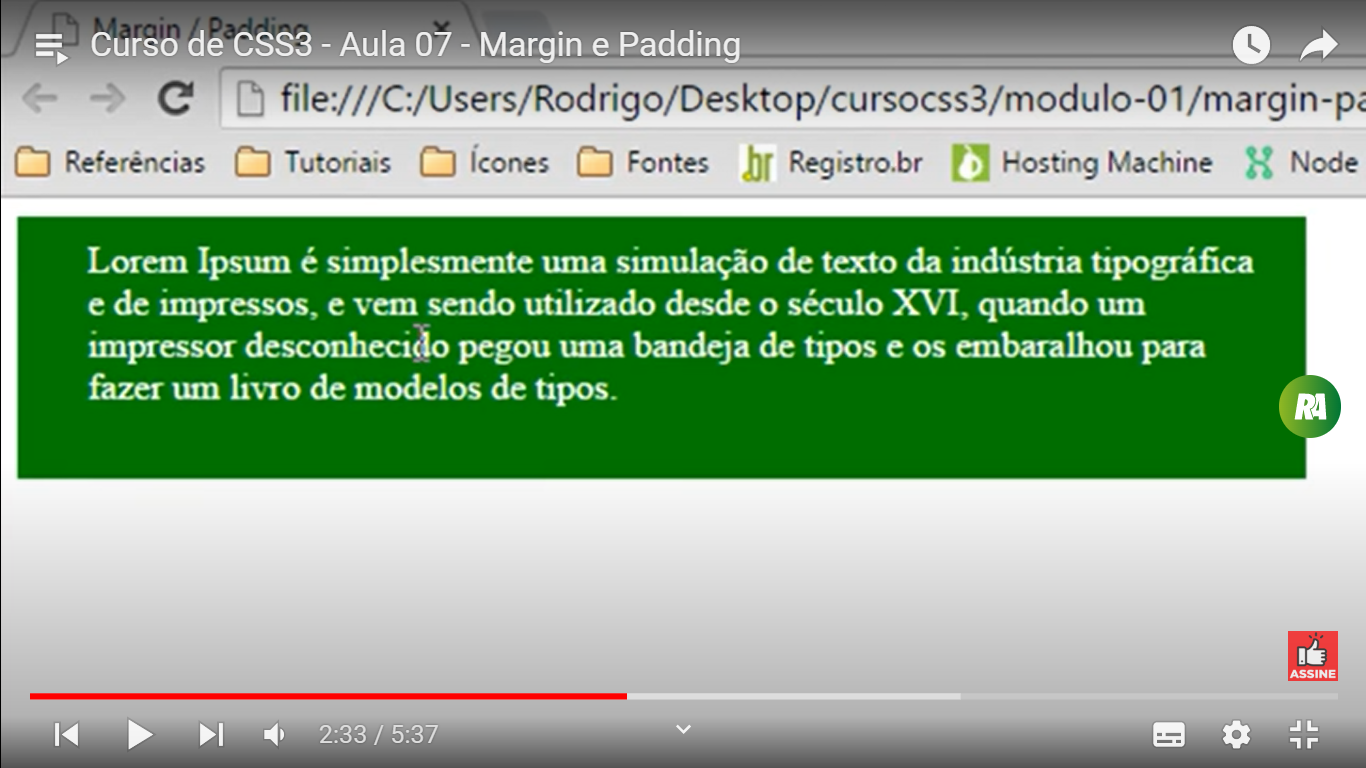 Margin / Padding
Curso de CSS3 - Aula 07 - Margin e Padding
file:///C:/Users/Rodrigo/Desktop/cursocss3/modulo-01/margin-pa
Referências Tutoriais Ícones Fontes Registro.br Hosting Machine Node
Lorem Ipsum é simplesmente uma simulação de texto da indústria tipográfica
e de impressos, e vem sendo utilizado desde o século XVI, quando um
impressor desconhecido pegou uma bandeja de tipos e os embaralhou para
fazer um livro de modelos de tipos.
RA
ASSINE
2:33 / 5:37